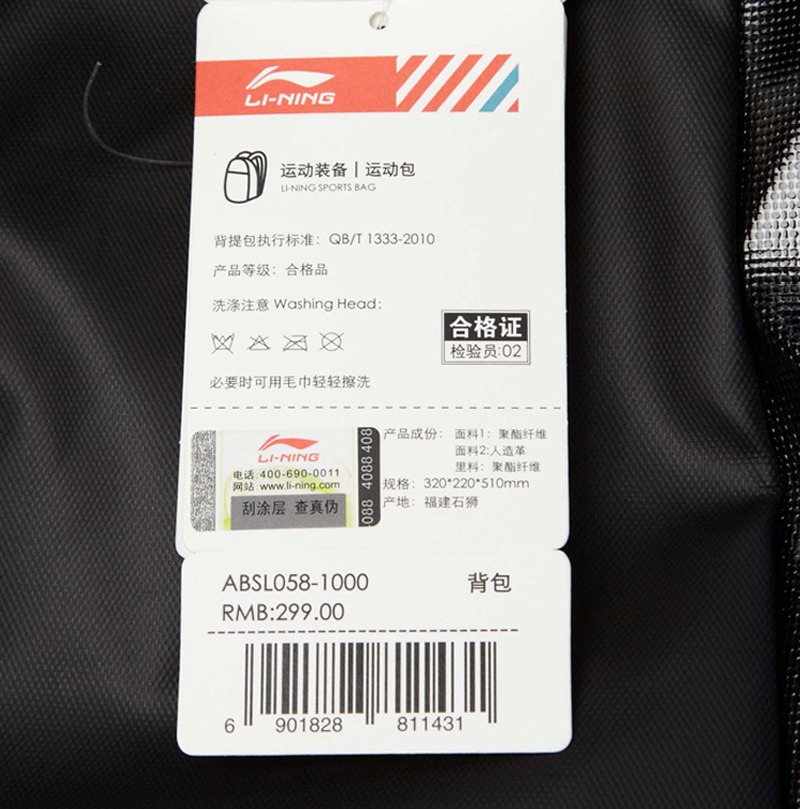 LI-NING
运动装备 | 运动包
LI-NING SPORTS BAG
背提包执行标准：QB/T 1333-2010
产品等级：合格品
洗涤注意 Washing Head:
合格证
检验员:02
必要时可用毛巾轻轻擦洗
LI-NING
电话:400-690-0011
网站:www.li-ning.com
刮涂层 查真伪
088 4088 408
产品成份：面料1：聚酯纤维
面料2:人造革
里料：聚酯纤维
规格：320*220*510mm
产地：福建石狮
ABSL058-1000 背包
RMB:299.00
6 901828 811431